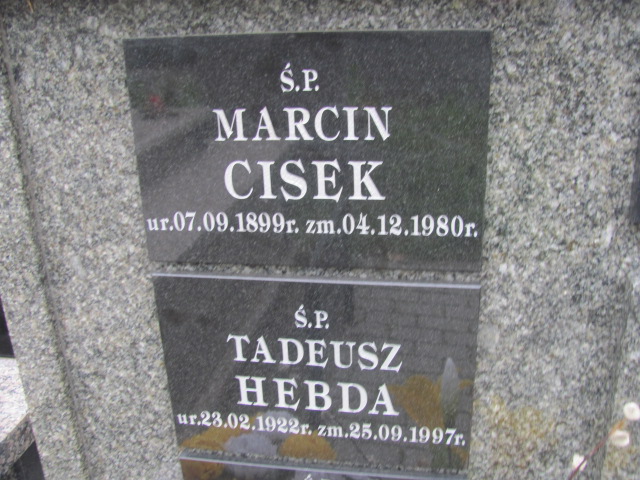 Ś.P.
MARCIN
CISEK
ur.07.09.1899r. zm.04.12.1980r.
Ś.P.
TADEUSZ
HEBDA
ur.23.02.1922r. zm.25.09.1997r.